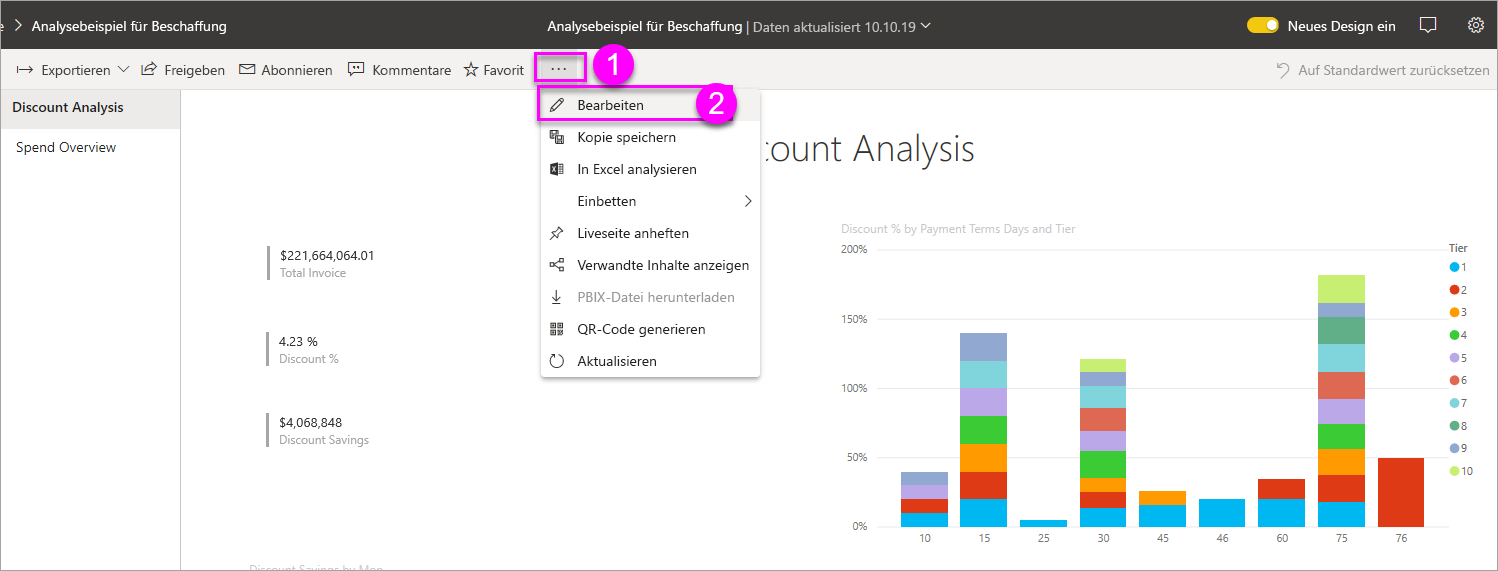 e > Analysebeispiel für Beschaffung
Analysebeispiel für Beschaffung | Daten aktualisiert 10.10.19
Neues Design ein
Exportieren Freigeben Abonnieren Kommentare Favorit ... 1
Auf Standardwert zurücksetzen
Discount Analysis
Spend Overview
Bearbeiten 2
Kopie speichern
In Excel analysieren
Einbetten
Liveseite anheften
Verwandte Inhalte anzeigen
PBIX-Datei herunterladen
QR-Code generieren
Aktualisieren
count Analysis
$221,664,064.01
Total Invoice
4.23 %
Discount %
$4,068,848
Discount Savings
Discount % by Payment Terms Days and Tier
200%
150%
100%
50%
0%
10 15 25 30 45 46 60 75 76
Tier
1
2
3
4
5
6
7
8
9
10
Discount Savings by Mon